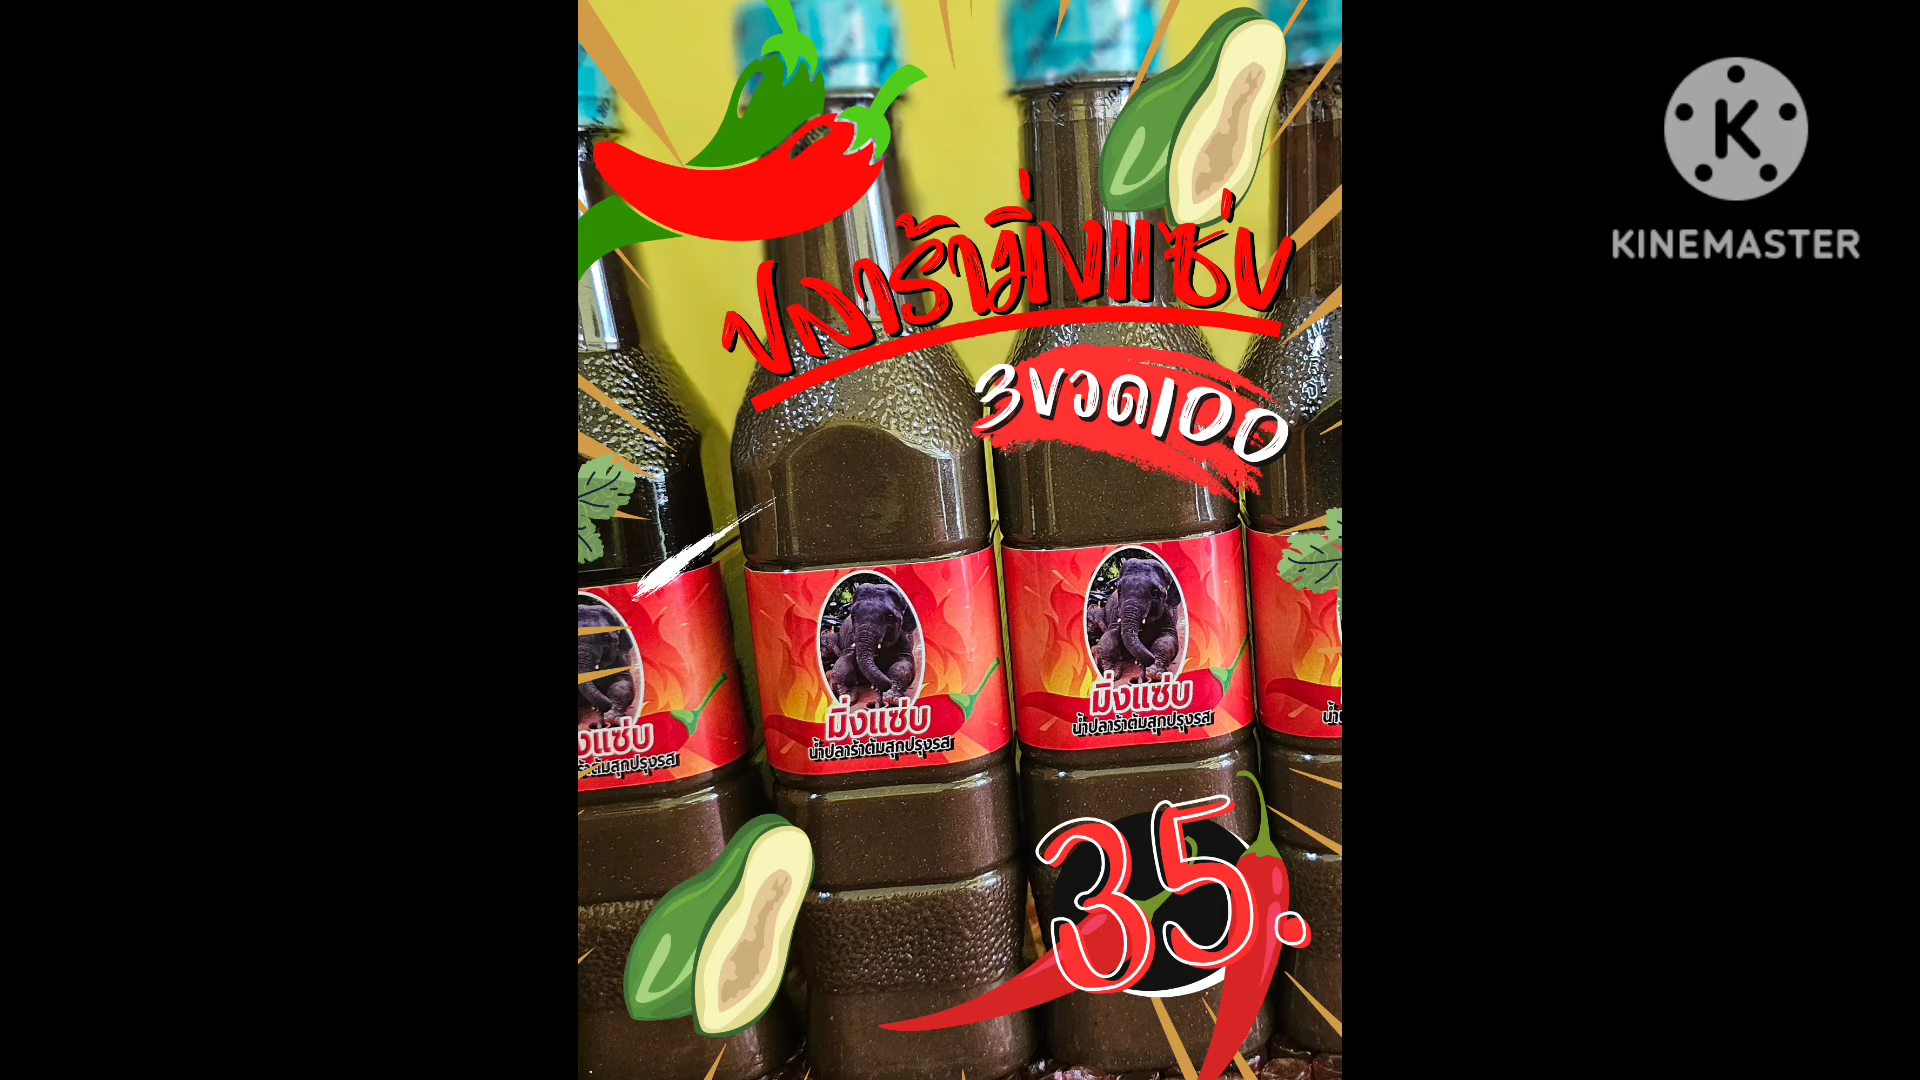 KINEMASTER
ปลาร้ามิ่งแซ่บ
3ขวด100
มิ่งแซ่บ
น้ำปลาร้าต้มสุกปรุงรส
มิ่งแซ่บ
น้ำปลาร้าต้มสุกปรุงรส
35.